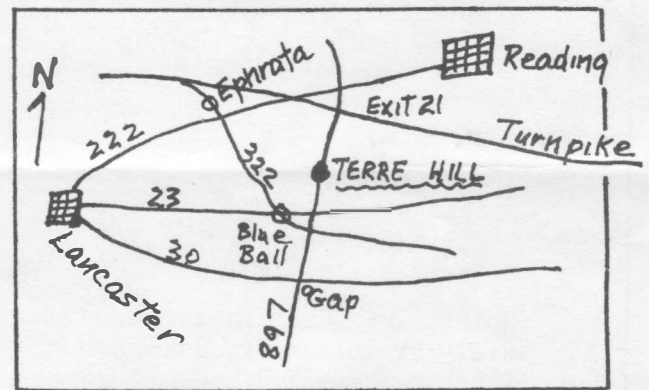 N
Ephrata
Reading
Exit 21
Turnpike
222
322
TERRE HILL
23
Blue
Ball
Lancaster
30
Gap
897